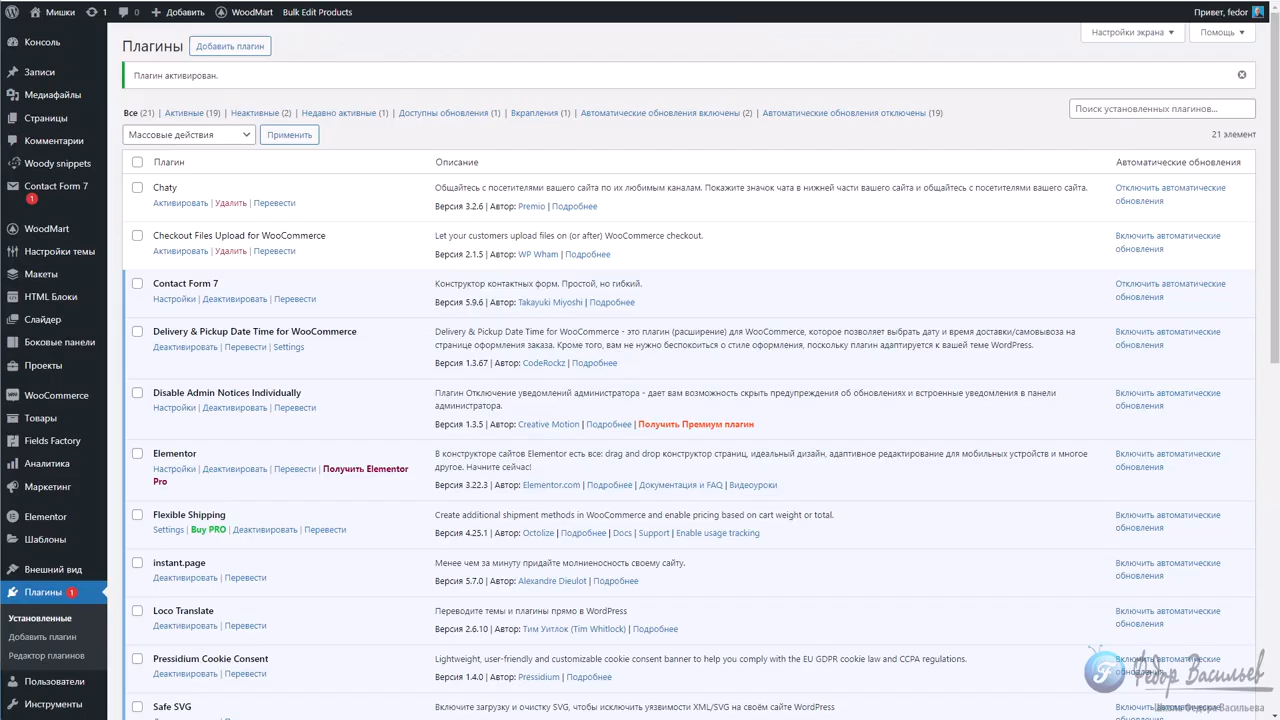 Мишки 1 0 Добавить WoodMart Bulk Edit Products Привет, fedor
Консоль
Записи
Медиафайлы
Страницы
Комментарии
Woody snippets
Contact Form 7
1
WoodMart
Настройки темы
Макеты
HTML Блоки
Слайдер
Боковые панели
Проекты
WooCommerce
Товары
Fields Factory
Аналитика
Маркетинг
Elementor
Шаблоны
Внешний вид
Плагины 1
Установленные
Добавить плагин
Редактор плагинов
Пользователи
Инструменты
Плагины Добавить плагин
Настройки экрана Помощь
Плагин активирован.
Все (21) | Активные (19) | Неактивные (2) | Недавно активные (1) | Доступны обновления (1) | Вкрапления (1) | Автоматические обновления включены (2) | Автоматические обновления отключены (19)
Поиск установленных плагинов...
Массовые действия Применить
21 элемент
Плагин Описание Автоматические обновления
Chaty
Активировать | Удалить | Перевести
Общайтесь с посетителями вашего сайта по их любимым каналам. Покажите значок чата в нижней части вашего сайта и общайтесь с посетителями вашего сайта.
Версия 3.2.6 | Автор: Premio | Подробнее
Отключить автоматические
обновления
Checkout Files Upload for WooCommerce
Активировать | Удалить | Перевести
Let your customers upload files on (or after) WooCommerce checkout.
Версия 2.1.5 | Автор: WP Wham | Подробнее
Включить автоматические
обновления
Contact Form 7
Настройки | Деактивировать | Перевести
Конструктор контактных форм. Простой, но гибкий.
Версия 5.9.6 | Автор: Takayuki Miyoshi | Подробнее
Отключить автоматические
обновления
Delivery & Pickup Date Time for WooCommerce
Деактивировать | Перевести | Settings
Delivery & Pickup Date Time for WooCommerce - это плагин (расширение) для WooCommerce, которое позволяет выбрать дату и время доставки/самовывоза на
странице оформления заказа. Кроме того, вам не нужно беспокоиться о стиле оформления, поскольку плагин адаптируется к вашей теме WordPress.
Версия 1.3.67 | Автор: CodeRockz | Подробнее
Включить автоматические
обновления
Disable Admin Notices Individually
Настройки | Деактивировать | Перевести
Плагин Отключение уведомлений администратора - дает вам возможность скрыть предупреждения об обновлениях и встроенные уведомления в панели
администратора.
Версия 1.3.5 | Автор: Creative Motion | Подробнее | Получить Премиум плагин
Включить автоматические
обновления
Elementor
Настройки | Деактивировать | Перевести | Получить Elementor
Pro
В конструкторе сайтов Elementor есть все: drag and drop конструктор страниц, идеальный дизайн, адаптивное редактирование для мобильных устройств и многое
другое. Начните сейчас!
Версия 3.22.3 | Автор: Elementor.com | Подробнее | Документация и FAQ | Видеоуроки
Включить автоматические
обновления
Flexible Shipping
Settings | Buy PRO | Деактивировать | Перевести
Create additional shipment methods in WooCommerce and enable pricing based on cart weight or total.
Версия 4.25.1 | Автор: Octolize | Подробнее | Docs | Support | Enable usage tracking
Включить автоматические
обновления
instant.page
Деактивировать | Перевести
Менее чем за минуту придайте молниеносность своему сайту.
Версия 5.7.0 | Автор: Alexandre Dieulot | Подробнее
Включить автоматические
обновления
Loco Translate
Деактивировать | Перевести
Переводите темы и плагины прямо в WordPress
Версия 2.6.10 | Автор: Тим Уитлок (Tim Whitlock) | Подробнее
Включить автоматические
обновления
Pressidium Cookie Consent
Деактивировать | Перевести
Lightweight, user-friendly and customizable cookie consent banner to help you comply with the EU GDPR cookie law and CCPA regulations.
Версия 1.4.0 | Автор: Pressidium | Подробнее
Включить автоматические
обновления
Safe SVG
Включите загрузку и очистку SVG, чтобы исключить уязвимости XML/SVG на своём сайте WordPress
Включить автоматические
Федор Васильев
Школа Федора Васильева